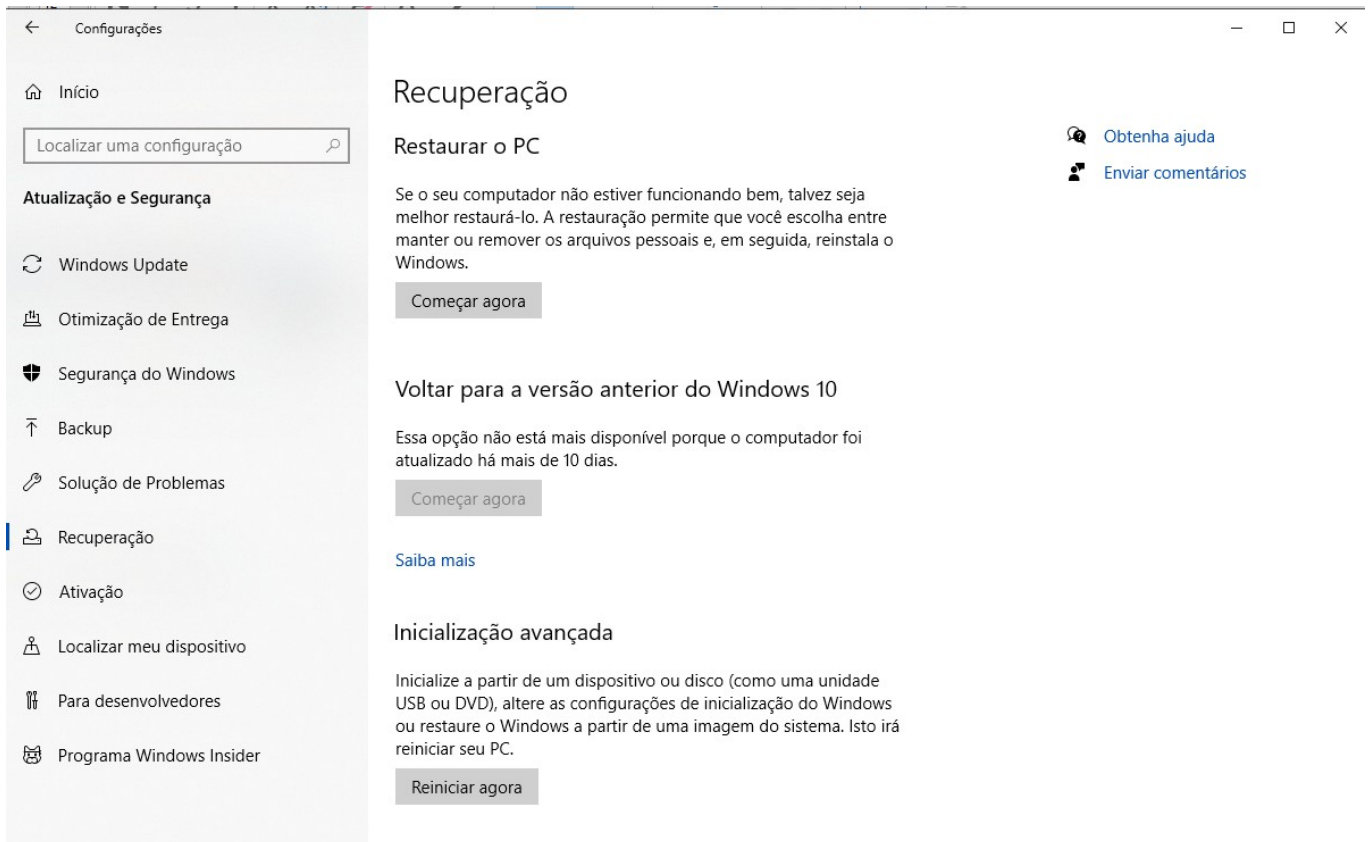 Configurações
Início
Localizar uma configuração
Atualização e Segurança
Windows Update
Otimização de Entrega
Segurança do Windows
Backup
Solução de Problemas
Recuperação
Ativação
Localizar meu dispositivo
Para desenvolvedores
Programa Windows Insider
Recuperação
Restaurar o PC
Se o seu computador não estiver funcionando bem, talvez seja
melhor restaurá-lo. A restauração permite que você escolha entre
manter ou remover os arquivos pessoais e, em seguida, reinstala o
Windows.
Começar agora
Voltar para a versão anterior do Windows 10
Essa opção não está mais disponível porque o computador foi
atualizado há mais de 10 dias.
Começar agora
Saiba mais
Inicialização avançada
Inicialize a partir de um dispositivo ou disco (como uma unidade
USB ou DVD), altere as configurações de inicialização do Windows
ou restaure o Windows a partir de uma imagem do sistema. Isto irá
reiniciar seu PC.
Reiniciar agora
Obtenha ajuda
Enviar comentários